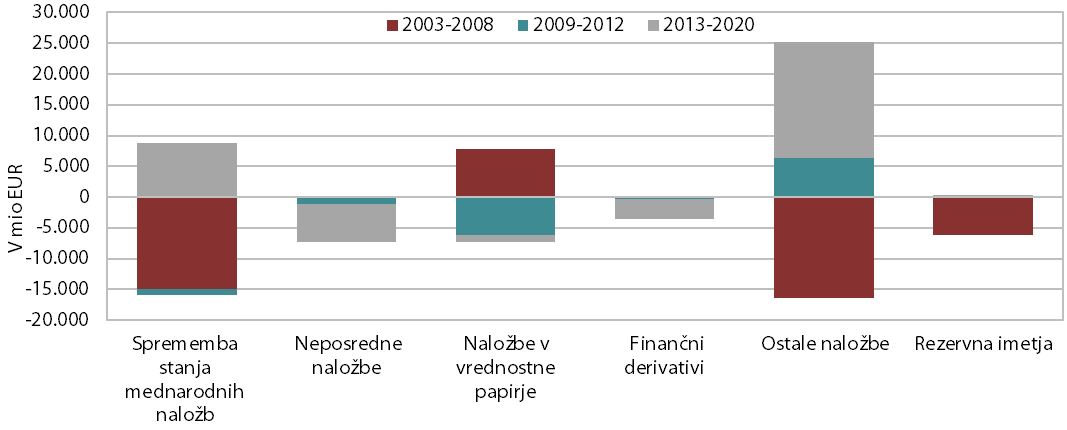 30.000
25.000
20.000
15.000
10.000
5.000
0
-5.000
-10.000
-15.000
-20.000
V mio EUR
2003-2008 2009-2012 2013-2020
Sprememba
stanja
mednarodnih
naložb
Neposredne
naložbe
Naložbe v
vrednostne
papirje
Finančni
derivativi
Ostale naložbe
Rezervna imetja